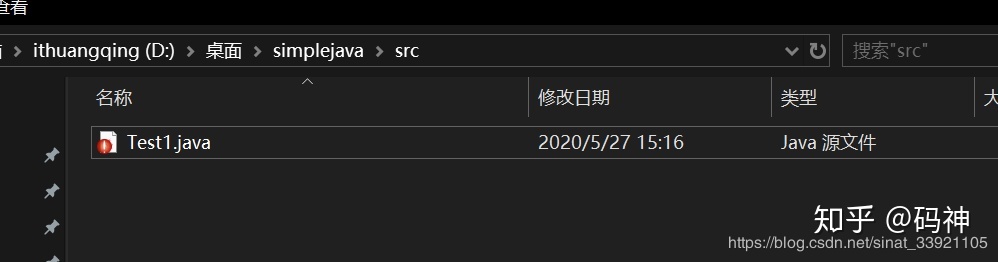 查看
ithuangqing (D:) > 桌面 > simplejava > src
搜索"src"
名称
修改日期
类型
大
Test1.java
2020/5/27 15:16
Java 源文件
知乎 @码神
https://blog.csdn.net/sinat_33921105